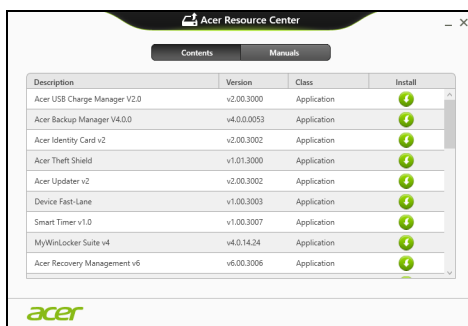 Acer Resource Center
Contents Manuals
Description Version Class Install
Acer USB Charge Manager V2.0 v2.00.3000 Application
Acer Backup Manager V4.0.0 v4.0.0.0053 Application
Acer Identity Card v2 v2.00.3002 Application
Acer Theft Shield v1.01.3000 Application
Acer Updater v2 v2.00.3002 Application
Device Fast-Lane v1.00.3003 Application
Smart Timer v1.0 v1.00.3007 Application
MyWinLocker Suite v4 v4.0.14.24 Application
Acer Recovery Management v6 v6.00.3006 Application
acer